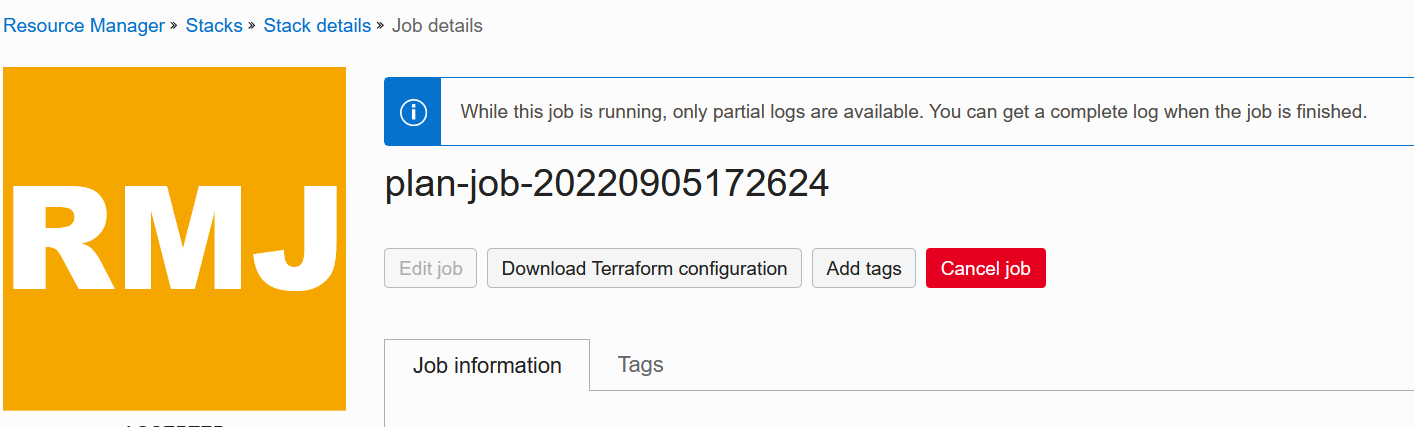 Resource Manager » Stacks » Stack details » Job details
RMJ
While this job is running, only partial logs are available. You can get a complete log when the job is finished.
plan-job-20220905172624
Edit job Download Terraform configuration Add tags Cancel job
Job information Tags